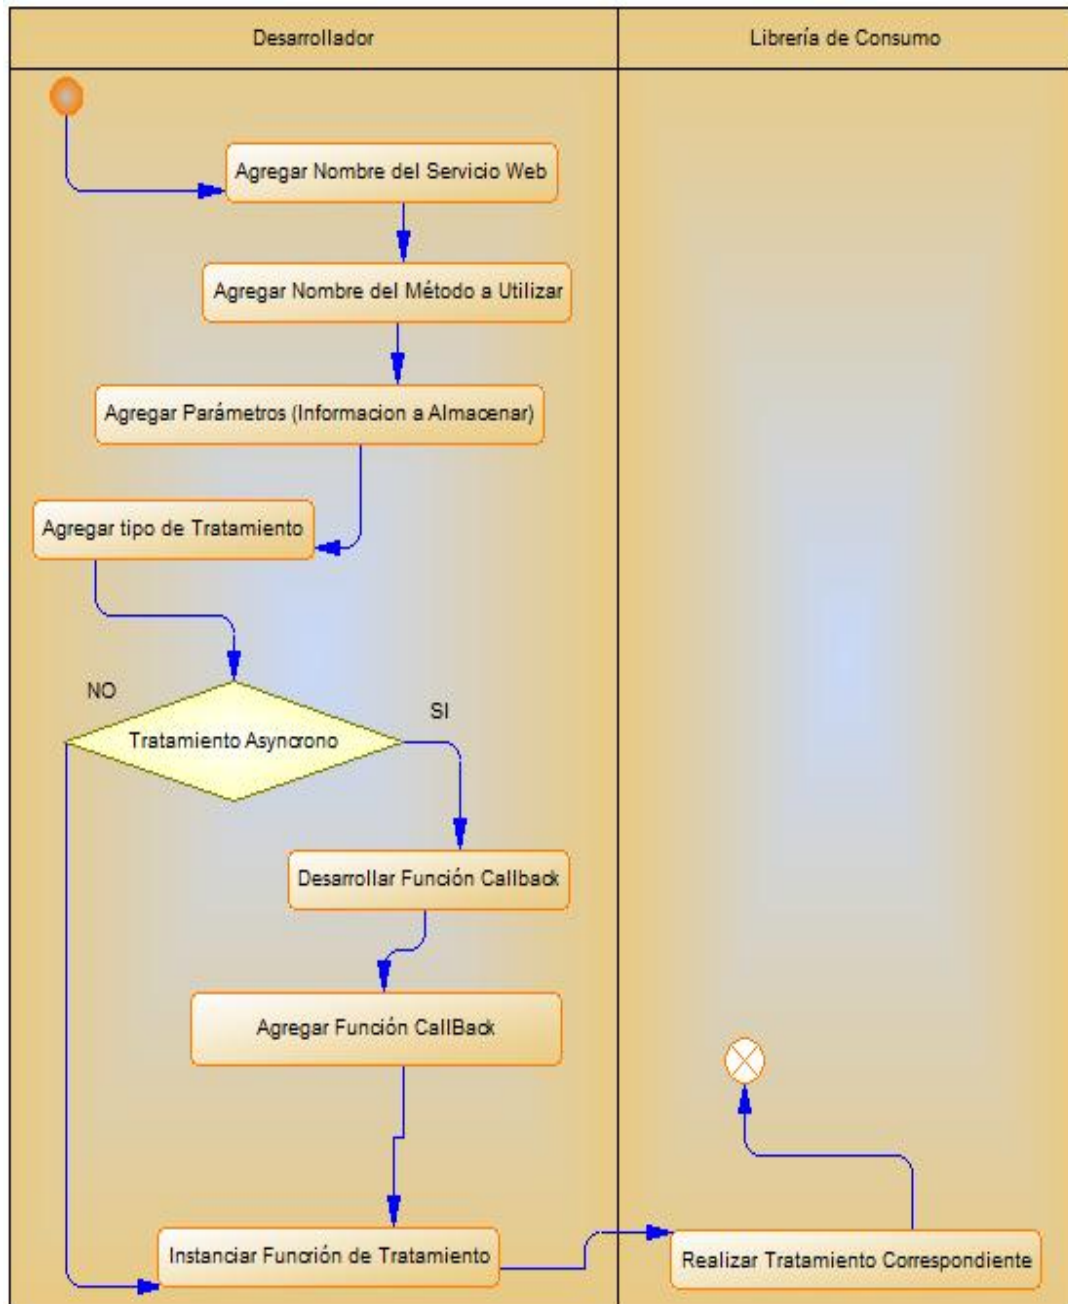 Desarrollador
Librería de Consumo
Agregar Nombre del Servicio Web
Agregar Nombre del Método a Utilizar
Agregar Parámetros (Informacion a Almacenar)
Agregar tipo de Tratamiento
NO
SI
Tratamiento Asyncrono
Desarrollar Función Callback
Agregar Función CallBack
Instanciar Función de Tratamiento
Realizar Tratamiento Correspondiente